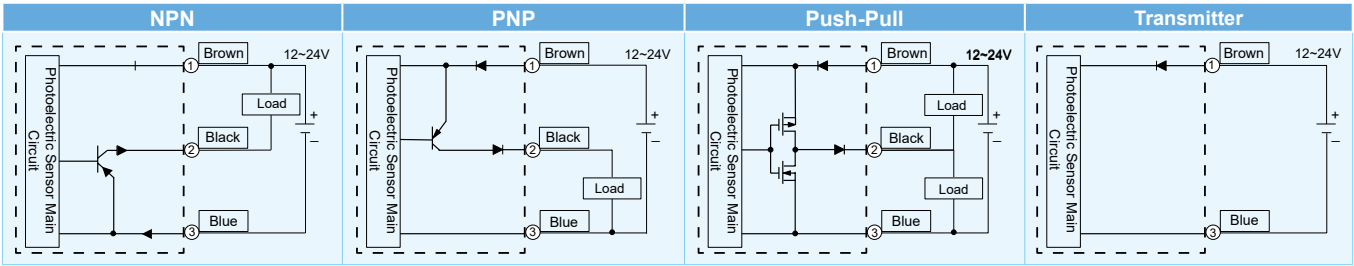 NPN
Photoelectric Sensor Main
Circuit
1
Brown
12~24V
Load
+
−
Black
2
Blue
3
PNP
Photoelectric Sensor Main
Circuit
1
Brown
12~24V
+
−
Black
2
Load
Blue
3
Push-Pull
Photoelectric Sensor Main
Circuit
1
Brown
12~24V
Load
+
−
Black
2
Load
Blue
3
Transmitter
Photoelectric Sensor Main
Circuit
1
Brown
12~24V
+
−
Blue
3